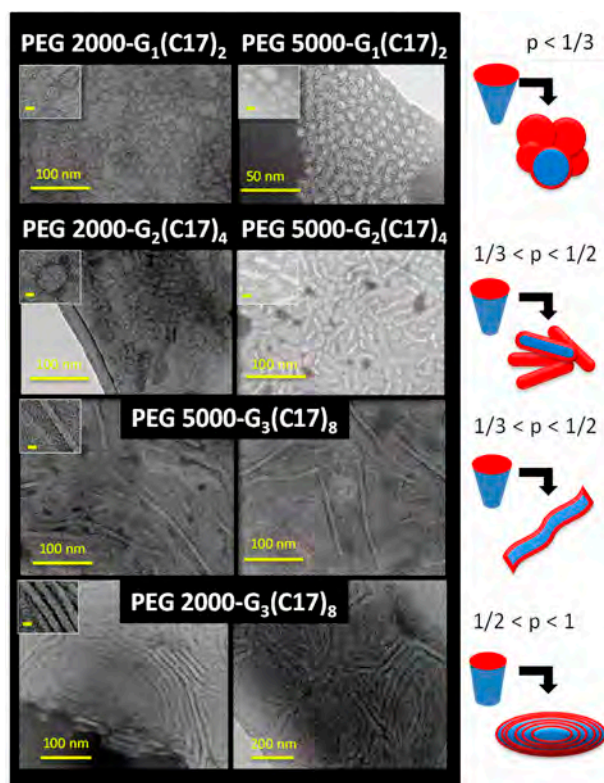 PEG 2000-G₁(C17)₂ PEG 5000-G₁(C17)₂
p < 1/3
100 nm
50 nm
PEG 2000-G₂(C17)₄ PEG 5000-G₂(C17)₄
1/3 < p < 1/2
100 nm
PEG 5000-G₃(C17)₈
1/3 < p < 1/2
100 nm
100 nm
PEG 2000-G₃(C17)₈
1/2 < p < 1
100 nm
200 nm